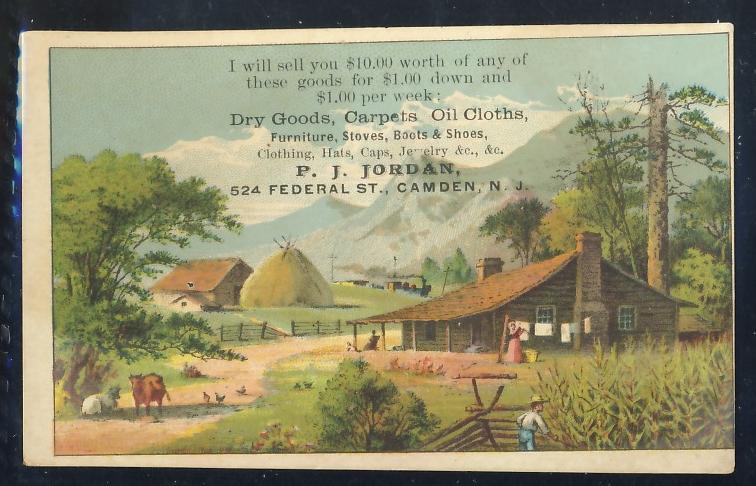 I will sell you $10.00 worth of any of
these goods for $1.00 down and
$1.00 per week:
Dry Goods, Carpets Oil Cloths,
Furniture, Stoves, Boots & Shoes,
Clothing, Hats, Caps, Jewelry &c., &c.
P. J. JORDAN,
524 FEDERAL ST., CAMDEN, N. J.